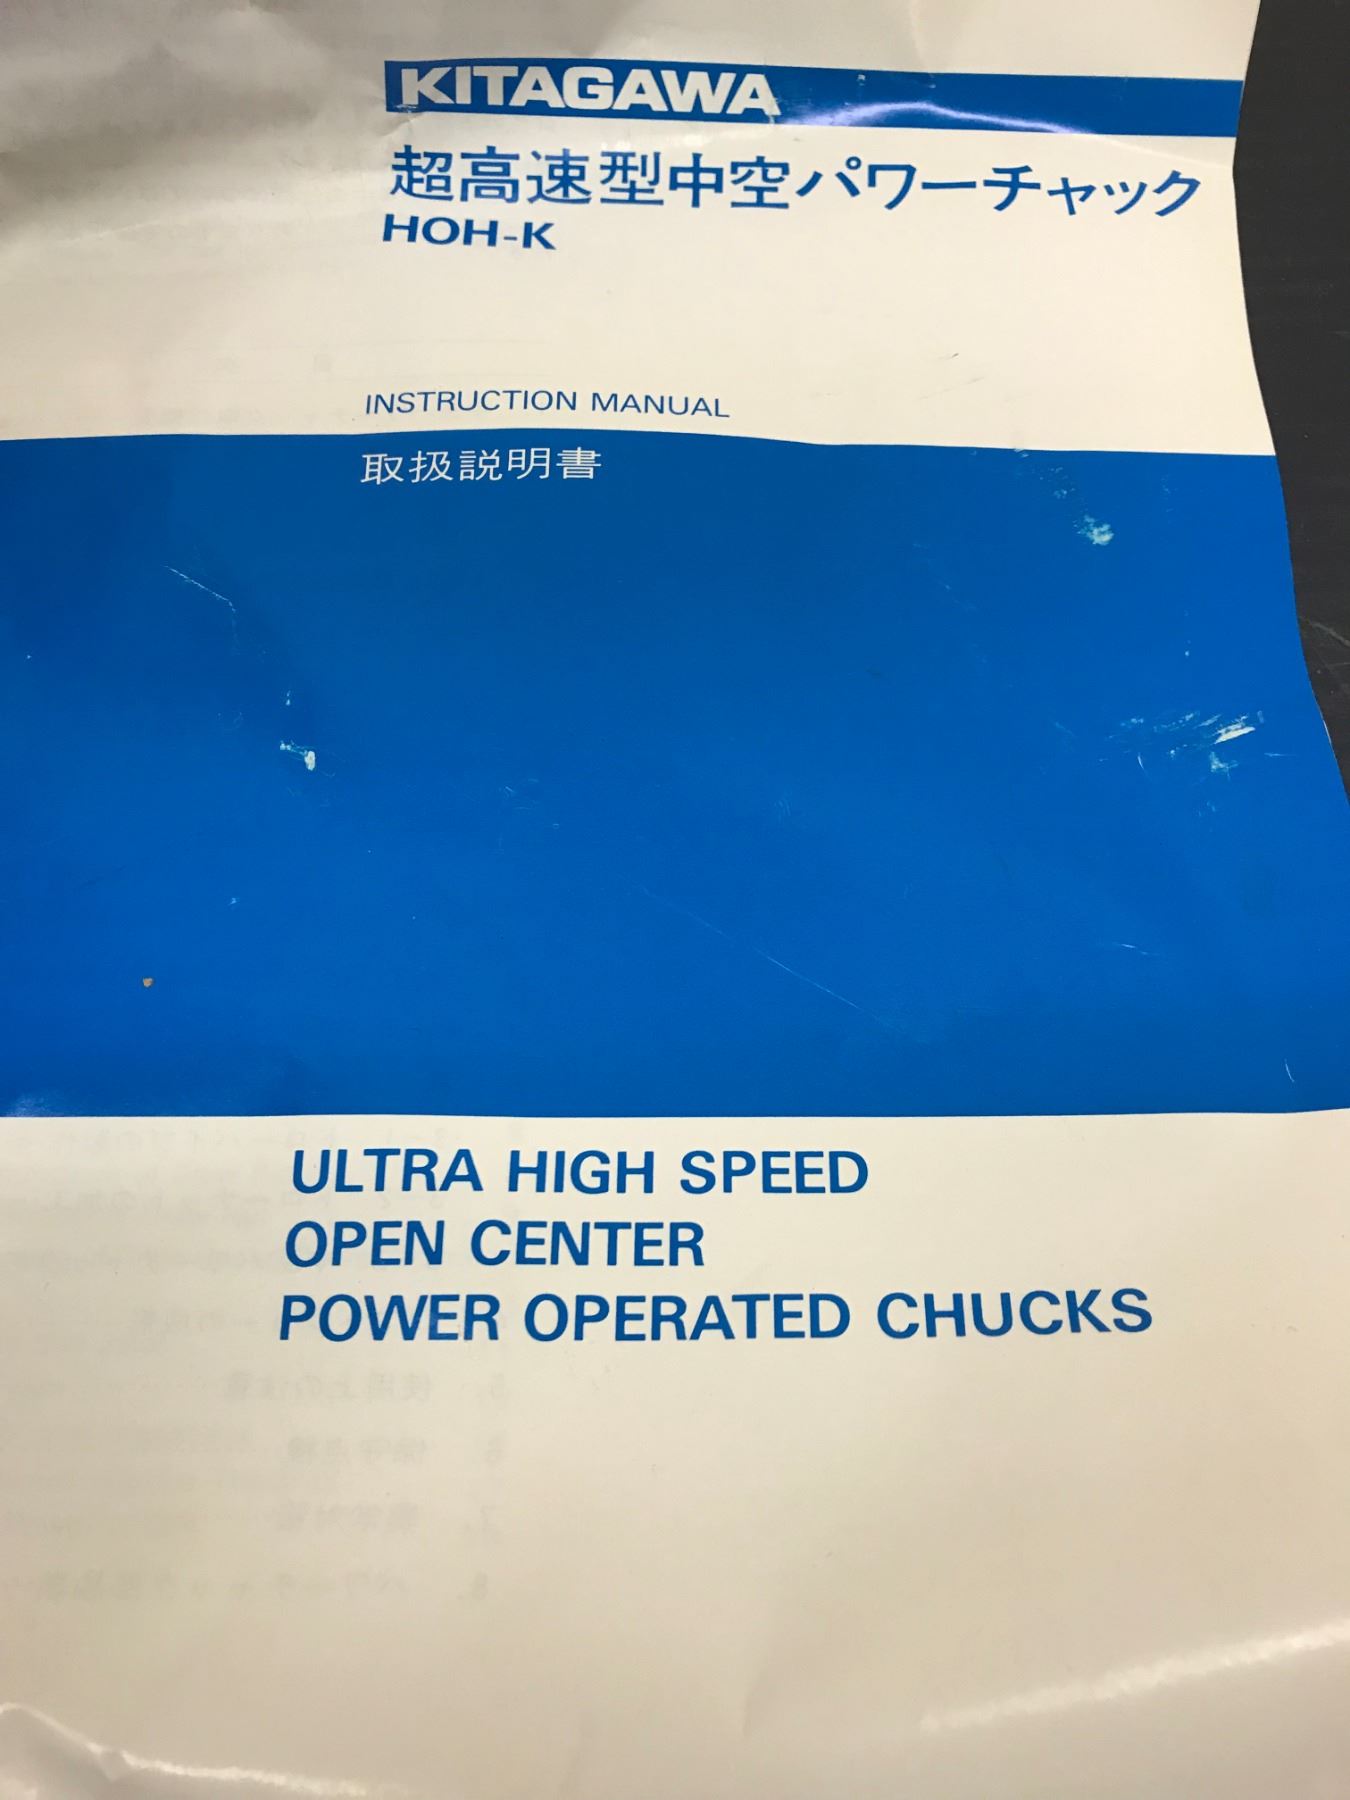 KITAGAWA
超高速型中空パワーチャック
HOH-K
INSTRUCTION MANUAL
取扱説明書
ULTRA HIGH SPEED
OPEN CENTER
POWER OPERATED CHUCKS